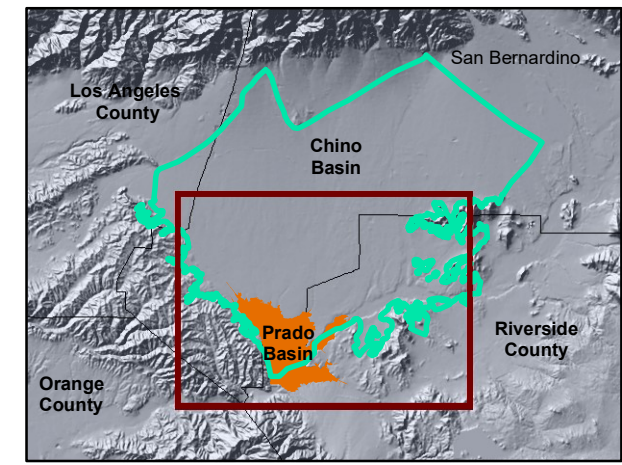 San Bernardino
Los Angeles
County
Chino
Basin
Prado
Basin
Riverside
County
Orange
County